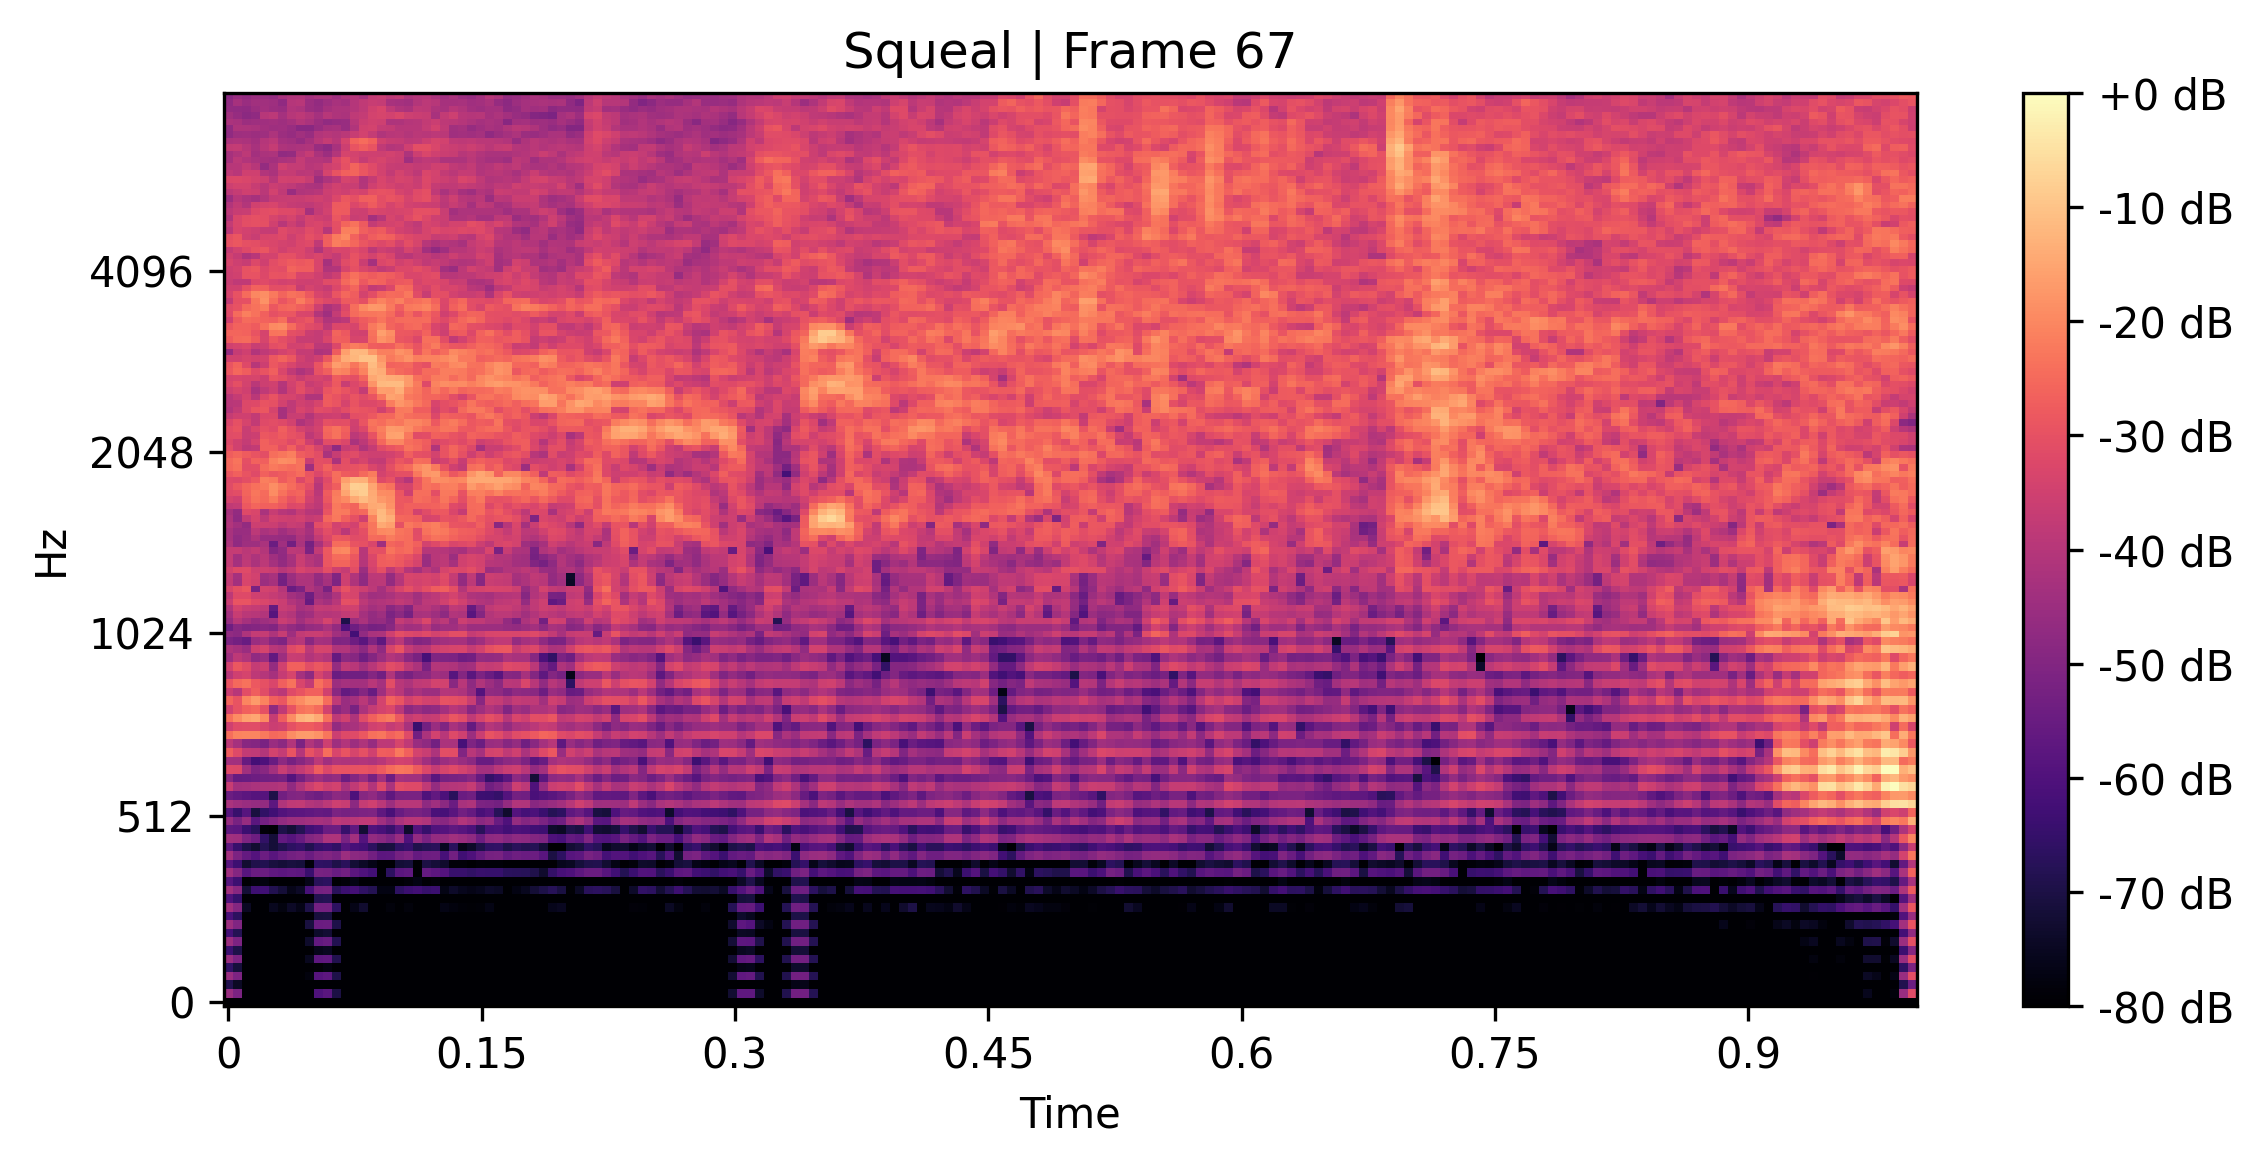 Squeal | Frame 67
+0 dB
-10 dB
-20 dB
-30 dB
-40 dB
-50 dB
-60 dB
-70 dB
-80 dB
Hz
4096
2048
1024
512
0
0 0.15 0.3 0.45 0.6 0.75 0.9
Time